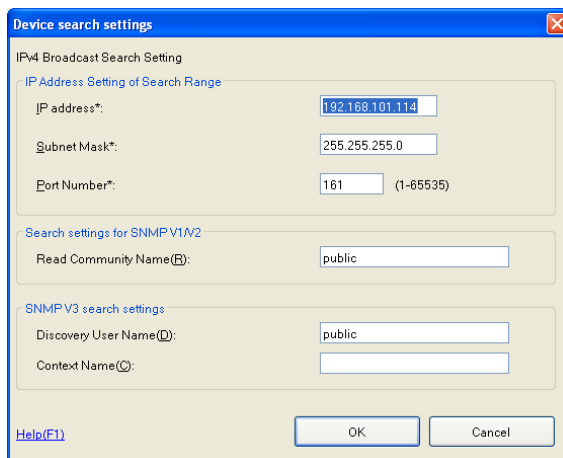 Device search settings
IPv4 Broadcast Search Setting
IP Address Setting of Search Range
IP address*: 192.168.101.114
Subnet Mask*: 255.255.255.0
Port Number*: 161 (1-65535)
Search settings for SNMP V1/V2
Read Community Name(R): public
SNMP V3 search settings
Discovery User Name(D): public
Context Name(C):
Help(F1) OK Cancel